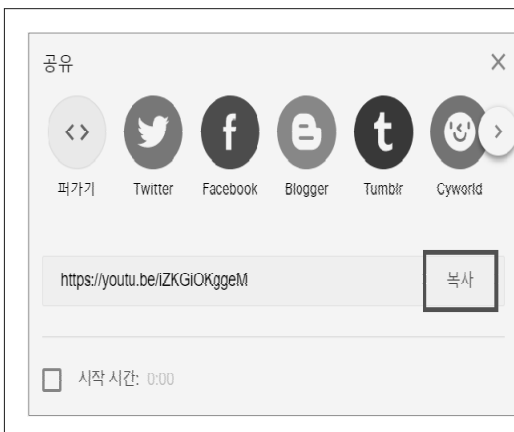 공유
퍼가기 Twitter Facebook Blogger Tumblr Cyworld
https://youtu.be/iZKGiOKggeM 복사
시작 시간: 0:00